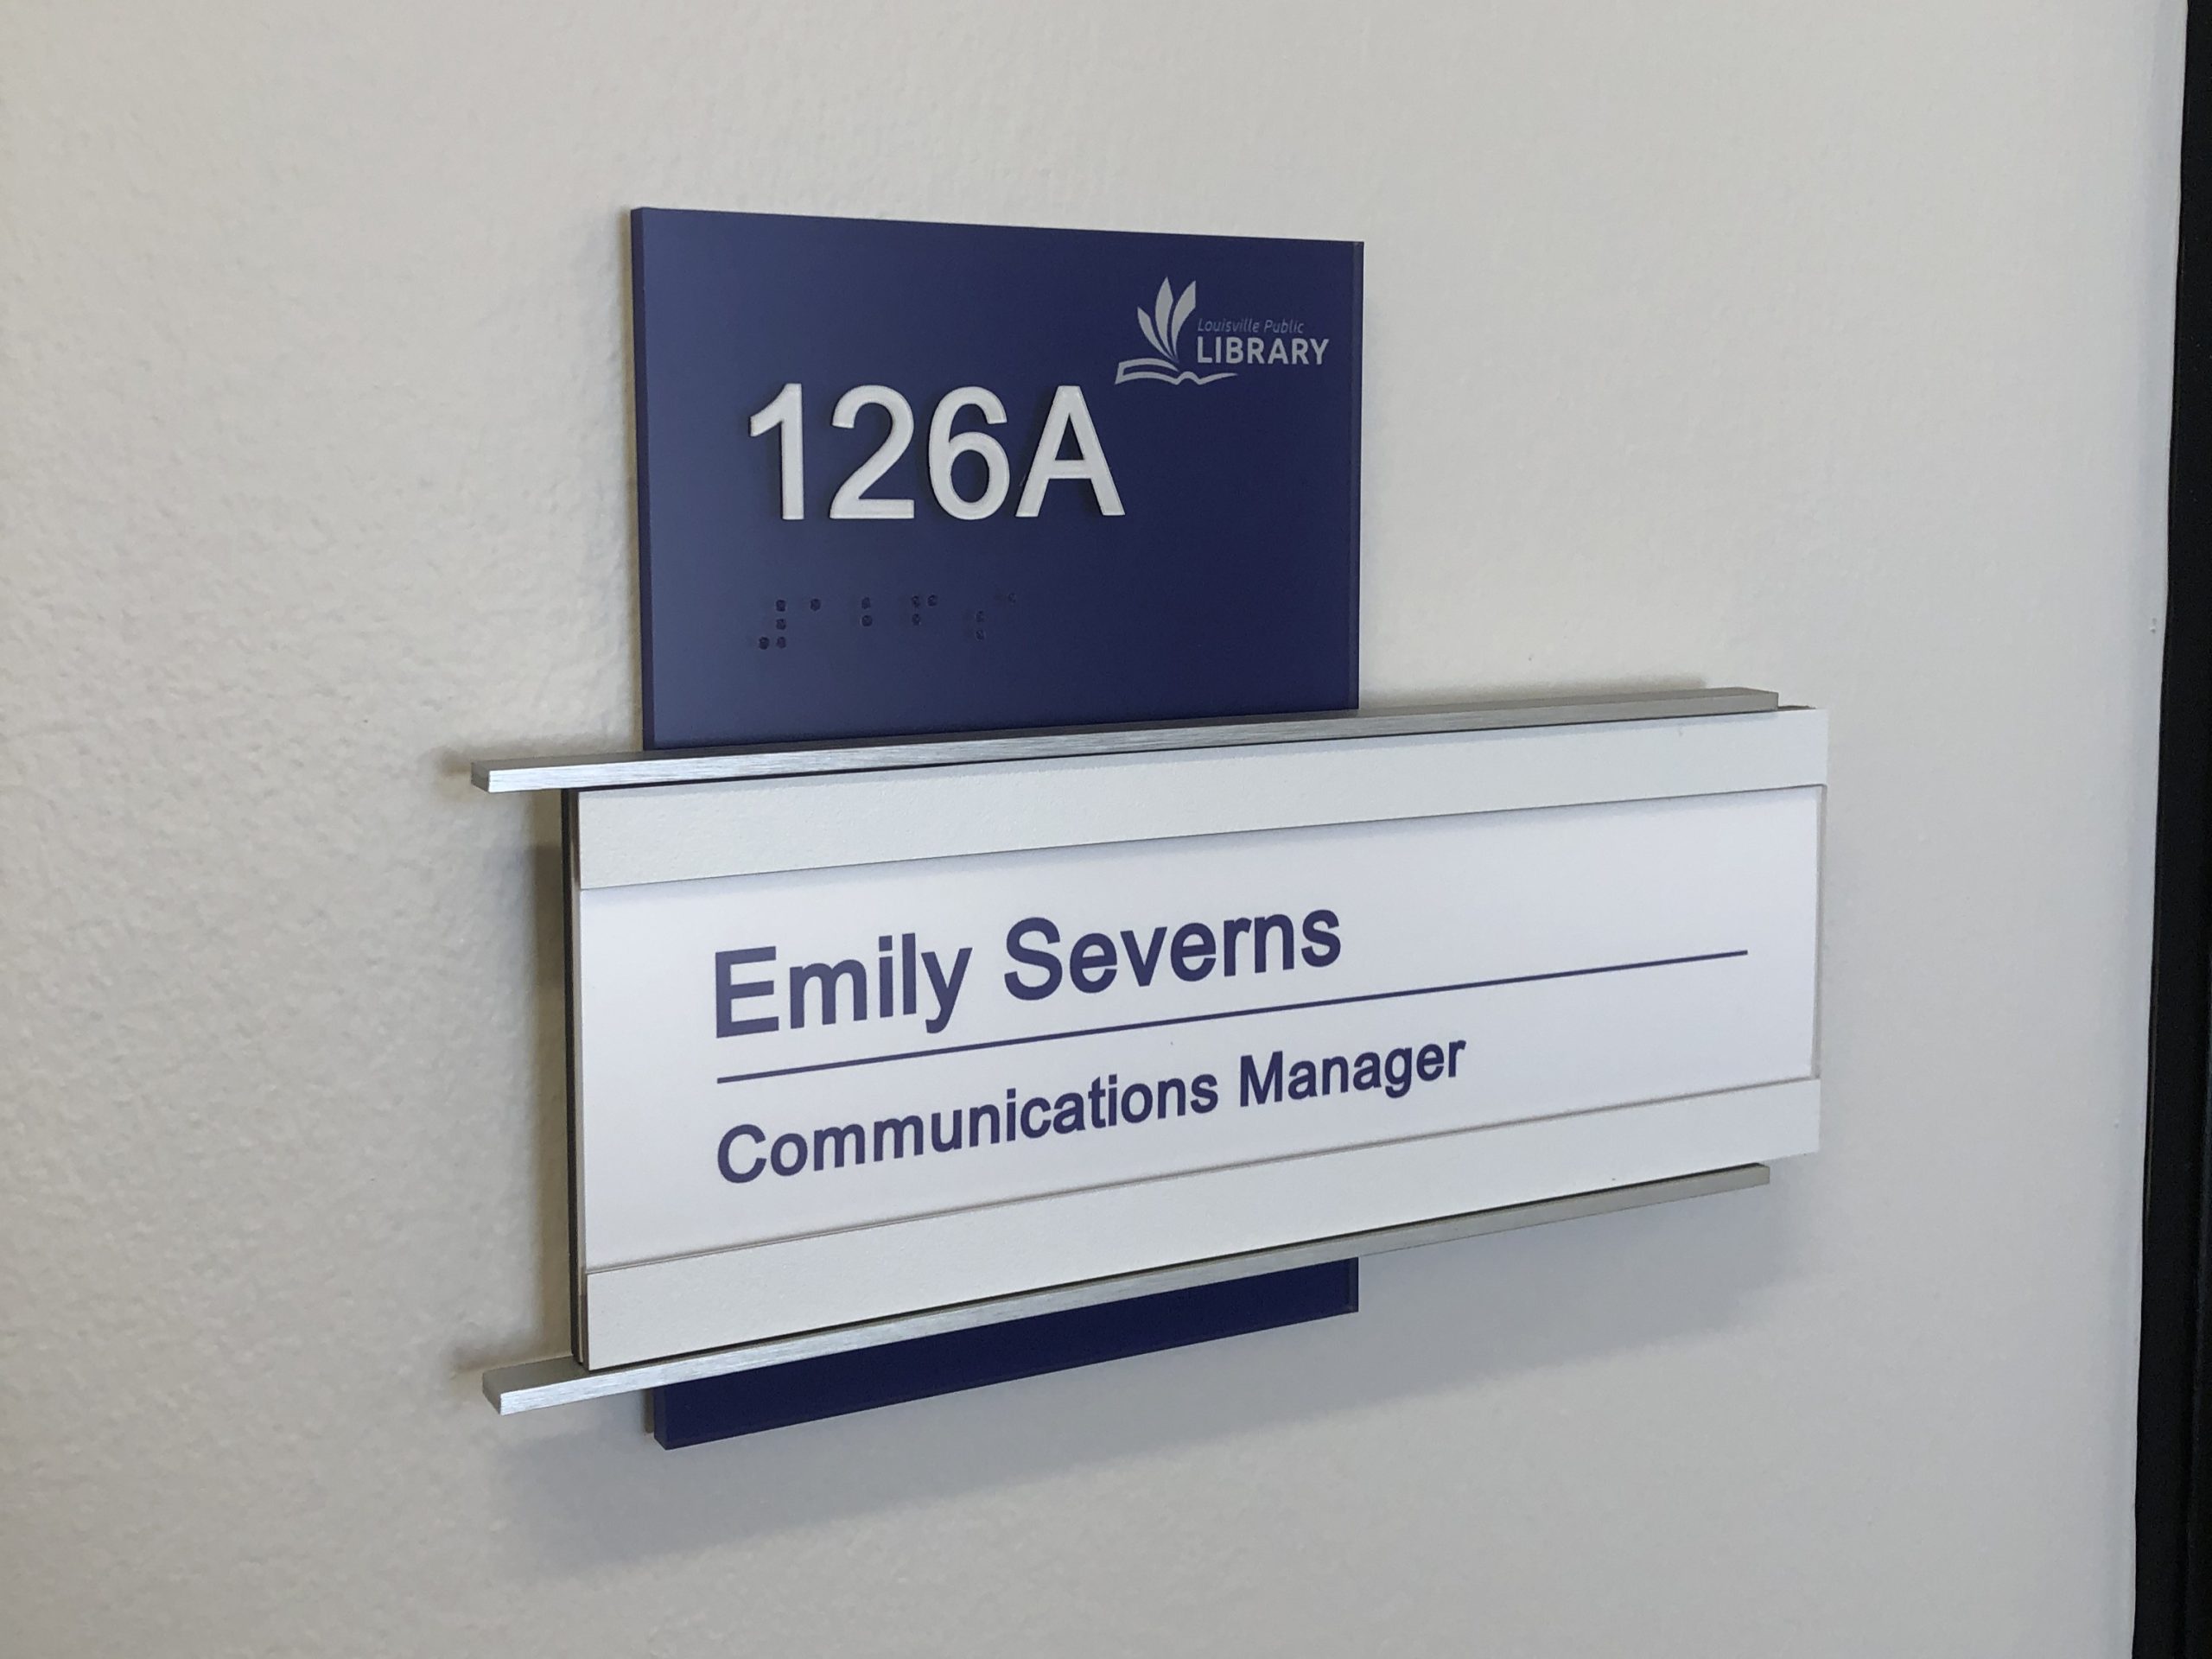 Louisville Public
LIBRARY
126A
⠼⠁⠃⠋⠰⠁
Emily Severns
Communications Manager